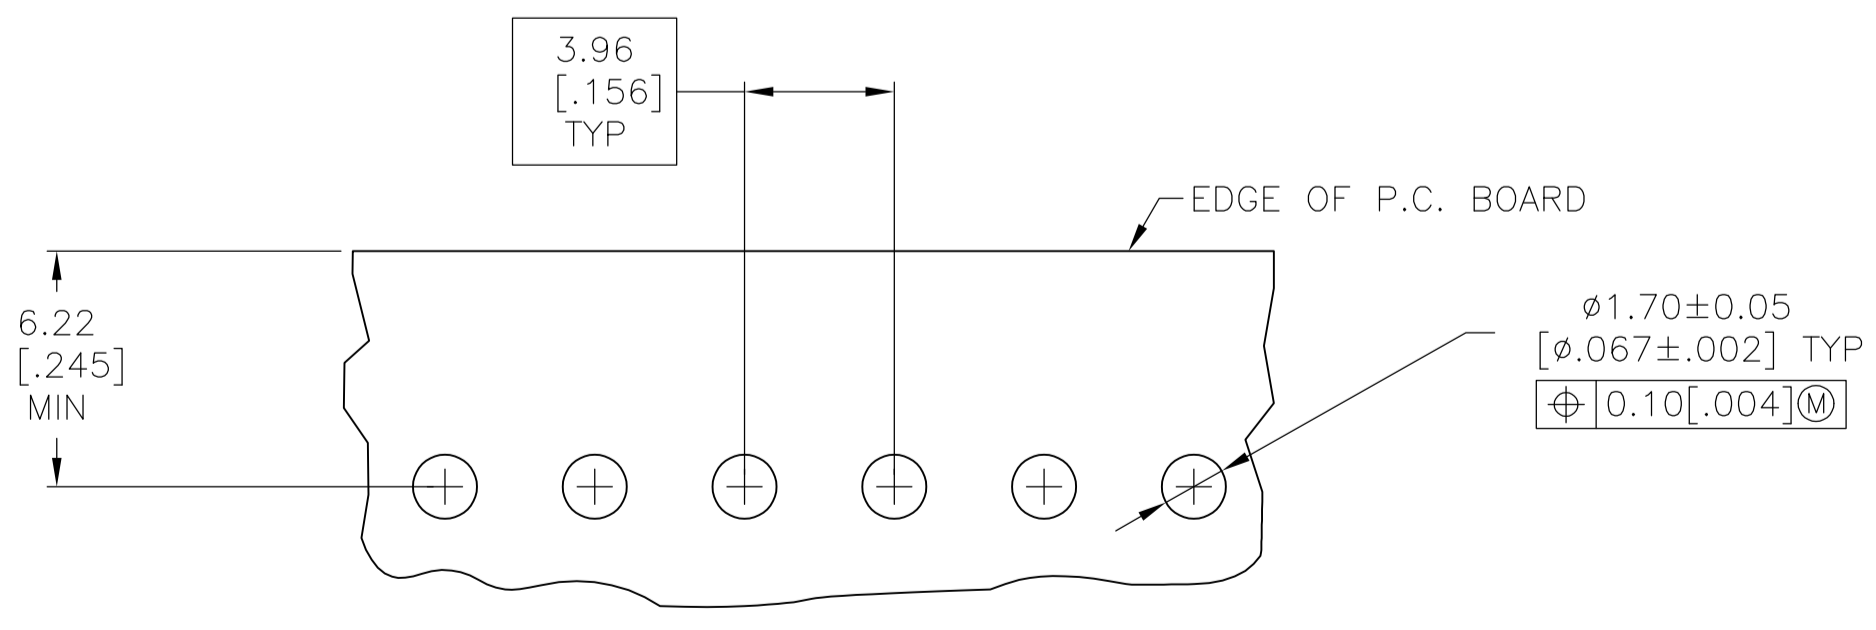 3.96
[.156]
TYP
EDGE OF P.C. BOARD
6.22
[.245]
MIN
⌀1.70±0.05
[⌀.067±.002] TYP
⌖ 0.10[.004]Ⓜ